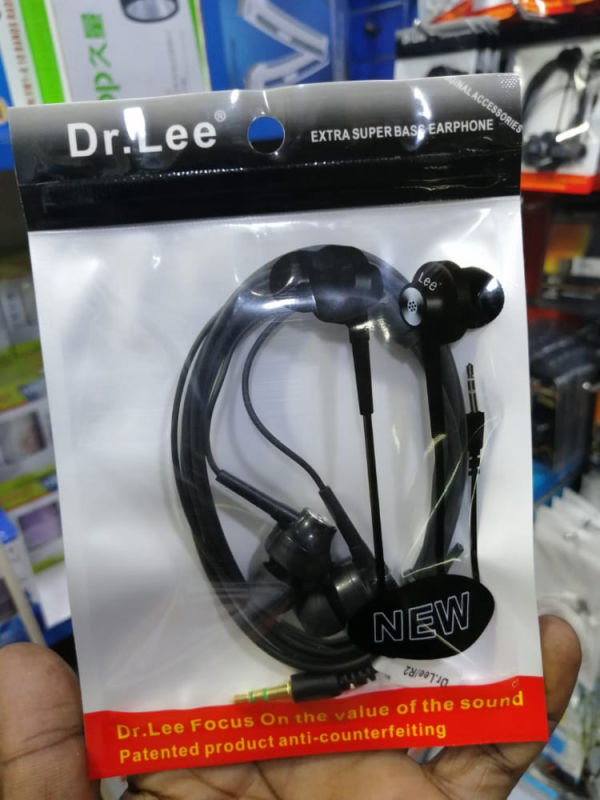 Dr.Lee®
EXTRA SUPER BASS EARPHONE
ORIGINAL ACCESSORIES
Lee
NEW
Dr.Lee/R2
Dr.Lee Focus On the value of the sound
Patented product anti-counterfeiting